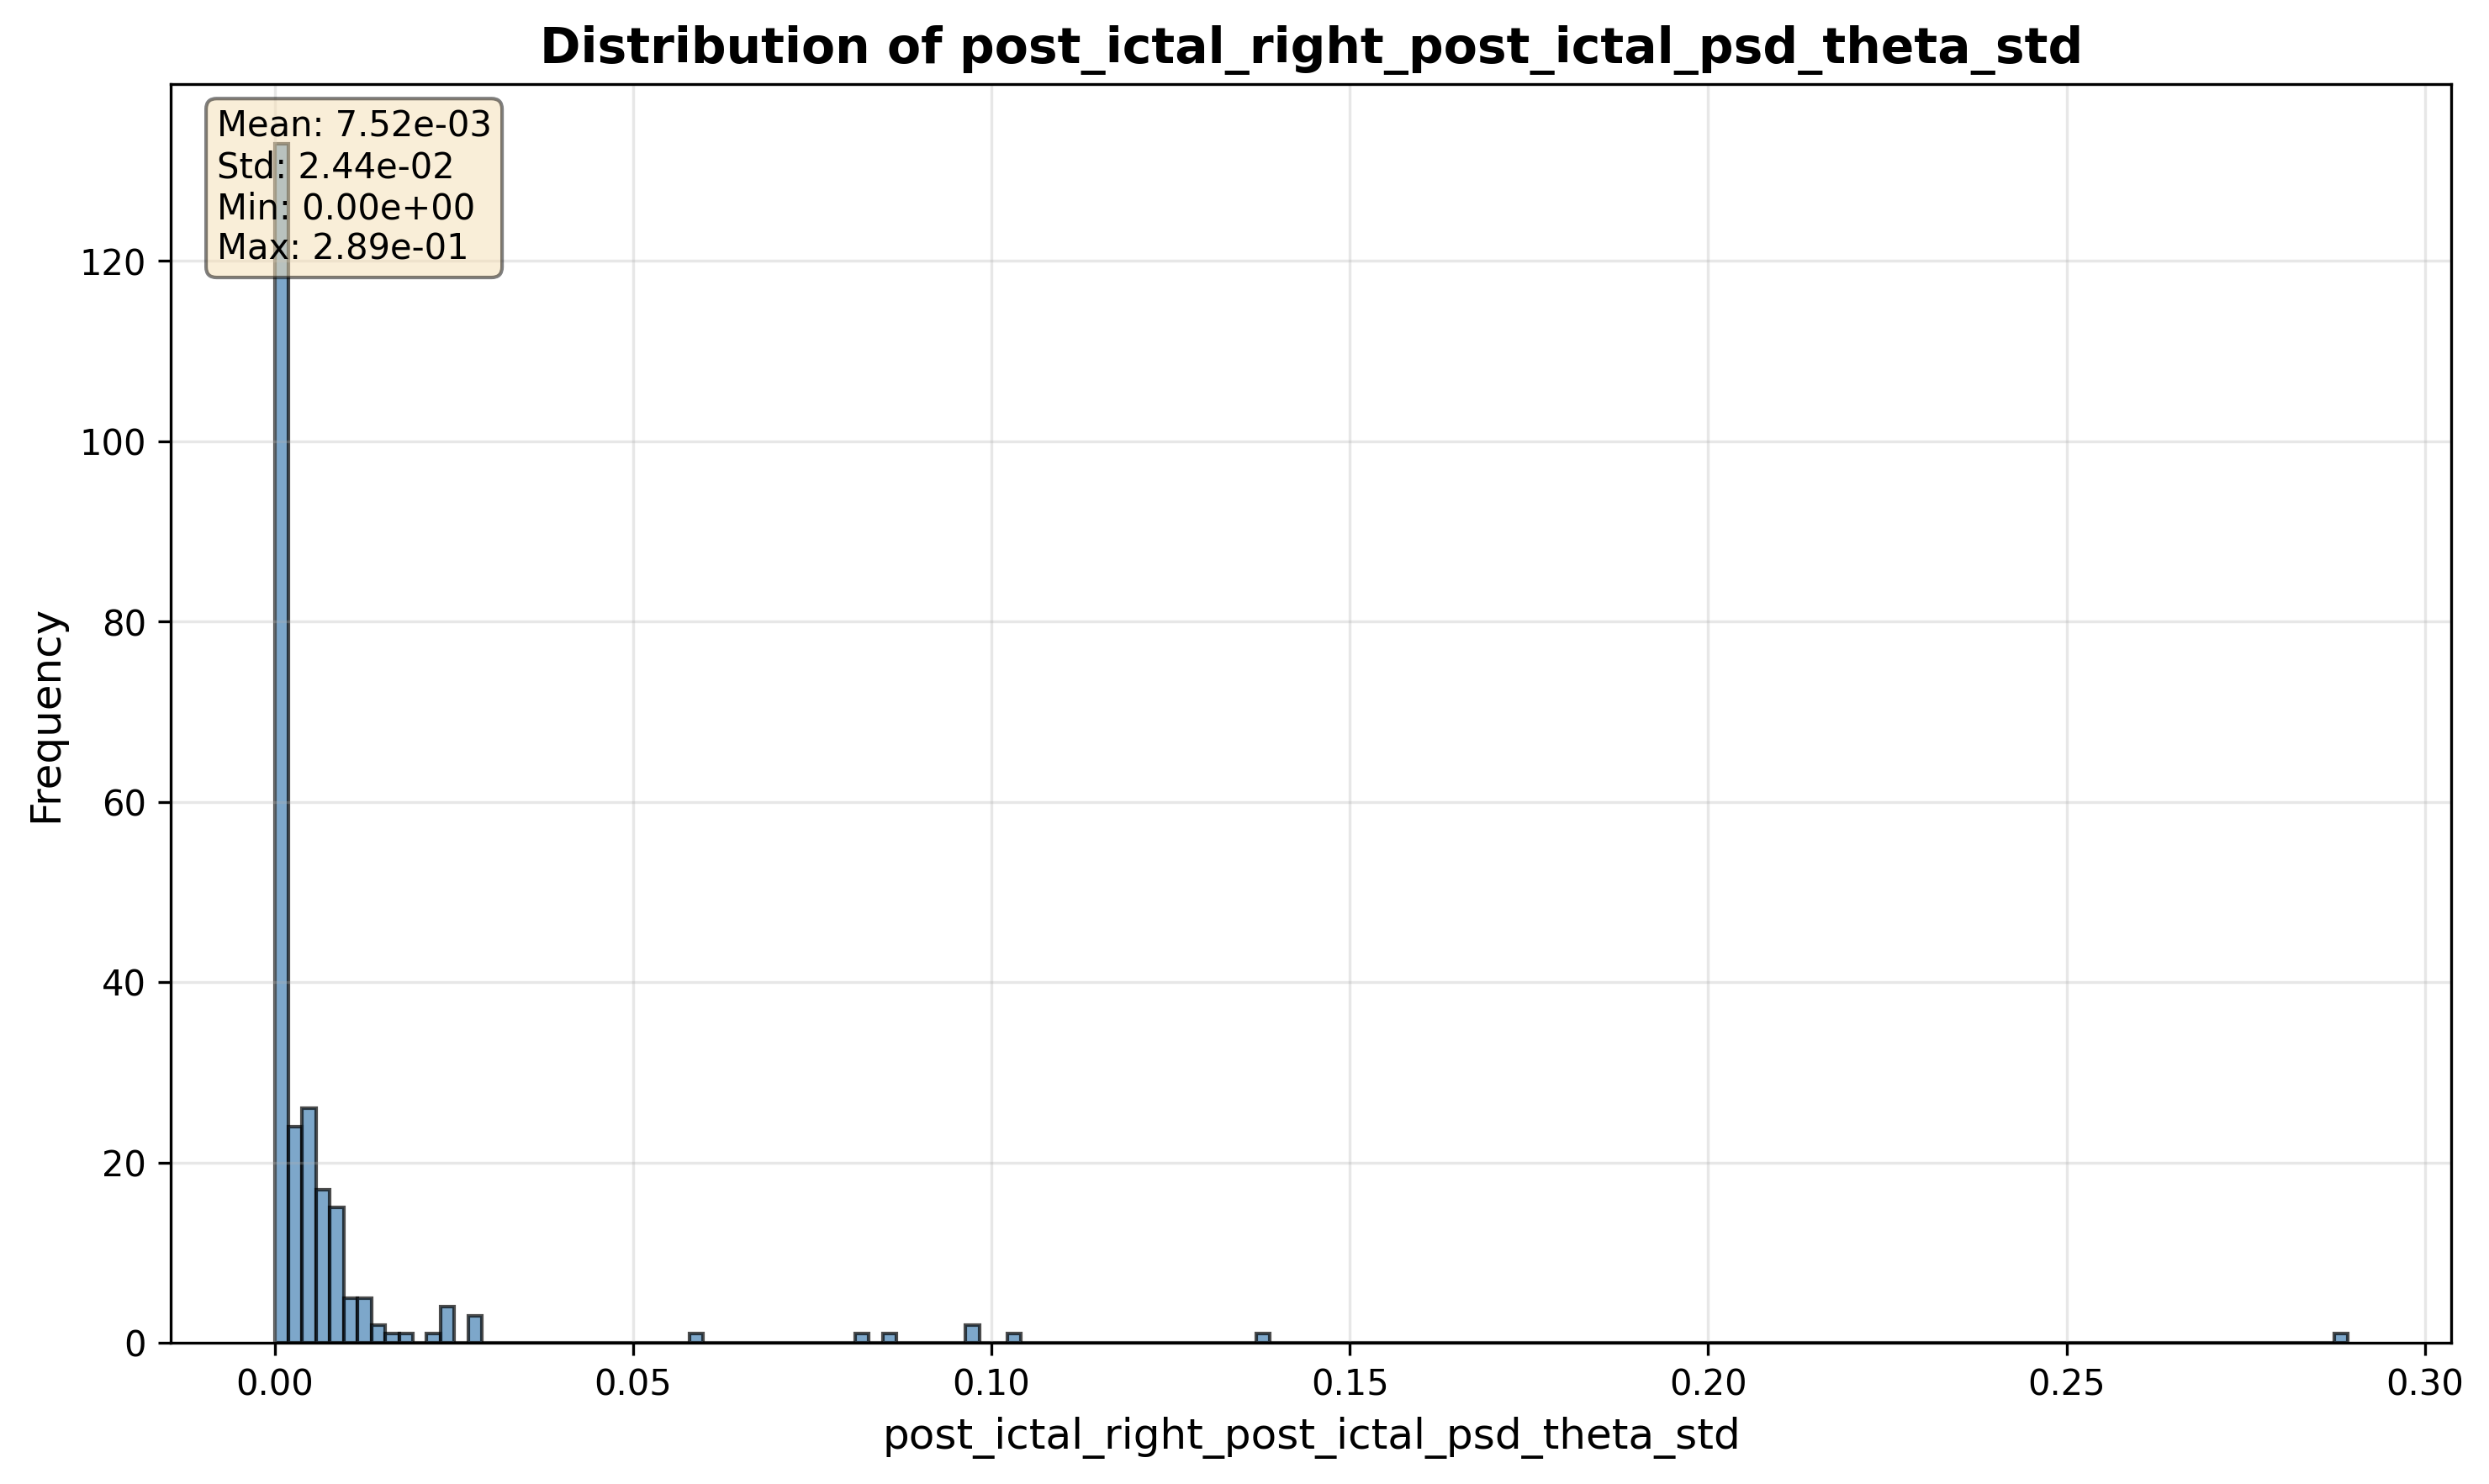 Distribution of post_ictal_right_post_ictal_psd_theta_std
Mean: 7.52e-03
Std: 2.44e-02
Min: 0.00e+00
Max: 2.89e-01
Frequency
120
100
80
60
40
20
0
0.00 0.05 0.10 0.15 0.20 0.25 0.30
post_ictal_right_post_ictal_psd_theta_std